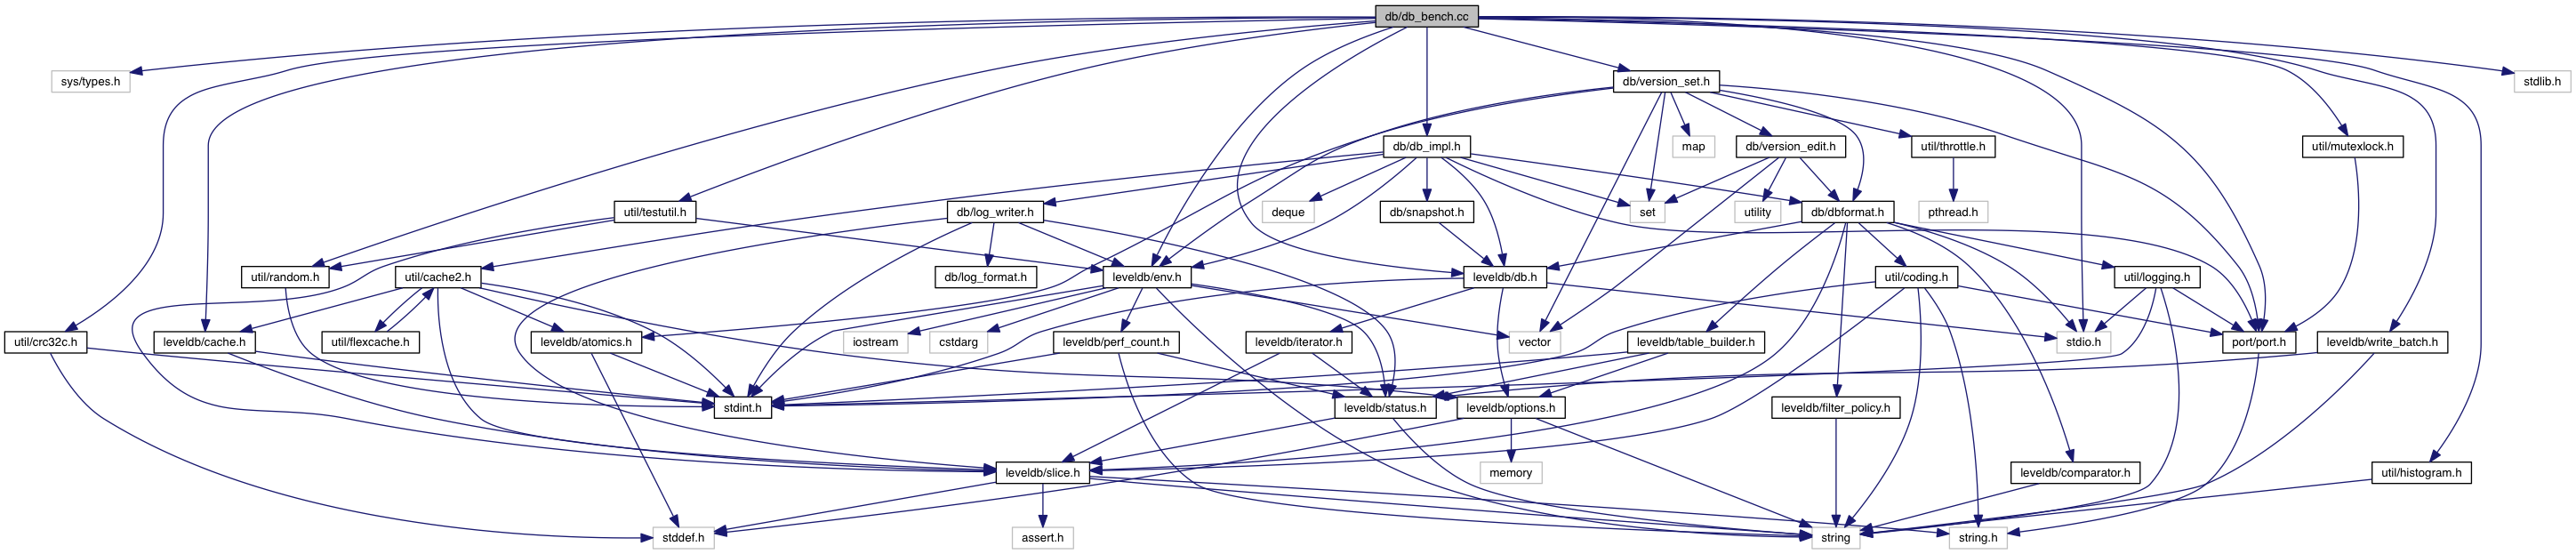 db/db_bench.cc
sys/types.h
db/version_set.h
stdlib.h
db/db_impl.h
map
db/version_edit.h
util/throttle.h
util/mutexlock.h
util/testutil.h
db/log_writer.h
deque
db/snapshot.h
set
utility
db/dbformat.h
pthread.h
util/random.h
util/cache2.h
db/log_format.h
leveldb/env.h
leveldb/db.h
util/coding.h
util/logging.h
util/crc32c.h
leveldb/cache.h
util/flexcache.h
leveldb/atomics.h
iostream
cstdarg
leveldb/perf_count.h
leveldb/iterator.h
vector
leveldb/table_builder.h
stdio.h
port/port.h
leveldb/write_batch.h
stdint.h
leveldb/status.h
leveldb/options.h
leveldb/filter_policy.h
leveldb/slice.h
memory
leveldb/comparator.h
util/histogram.h
stddef.h
assert.h
string
string.h